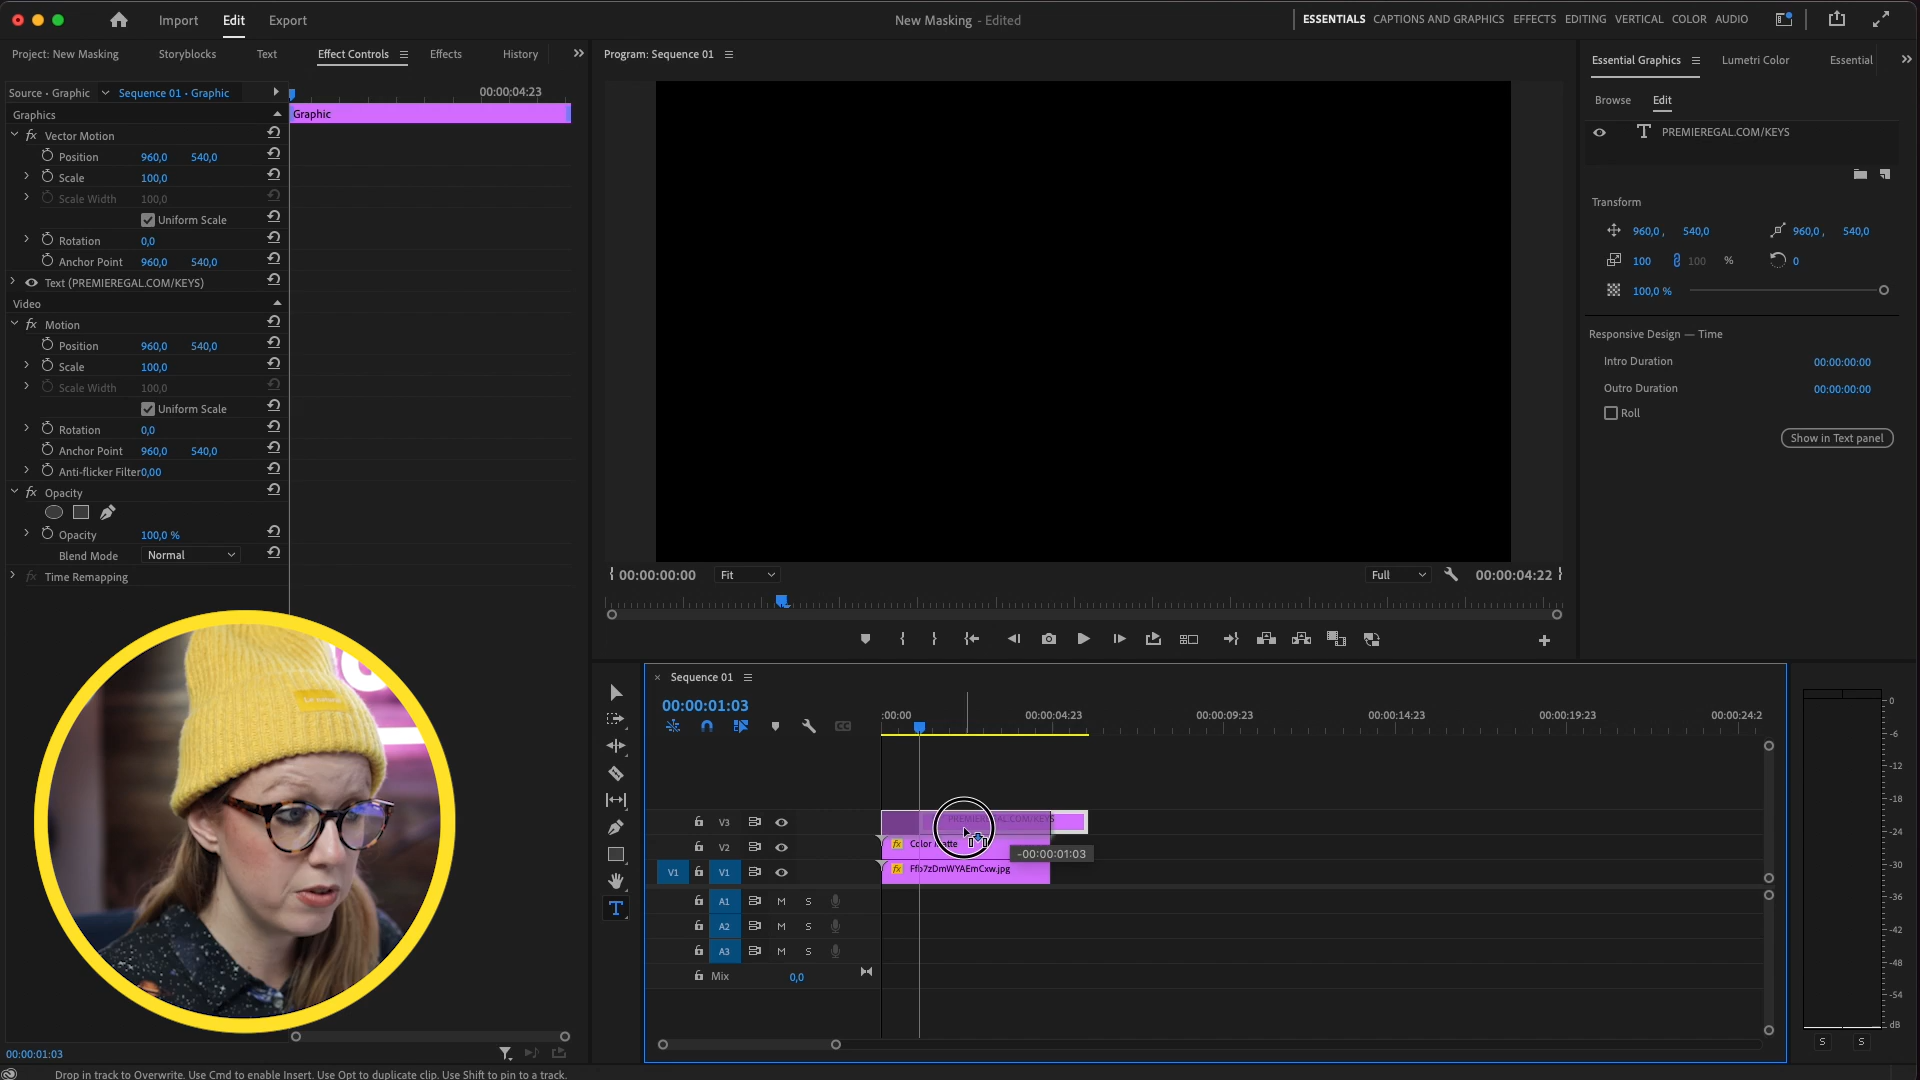 Import Edit Export New Masking - Edited ESSENTIALS CAPTIONS AND GRAPHICS EFFECTS EDITING VERTICAL COLOR AUDIO
Project: New Masking Storyblocks Text Effect Controls Effects History
Program: Sequence 01
Essential Graphics Lumetri Color Essential
Source • Graphic Sequence 01 • Graphic 00:00:04:23
Graphics Graphic
Vector Motion
Position 960,0 540,0
Scale 100,0
Scale Width 100,0
Uniform Scale
Rotation 0,0
Anchor Point 960,0 540,0
Text (PREMIEREGAL.COM/KEYS)
Video
Motion
Position 960,0 540,0
Scale 100,0
Scale Width 100,0
Uniform Scale
Rotation 0,0
Anchor Point 960,0 540,0
Anti-flicker Filter 0,00
Opacity
Opacity 100,0 %
Blend Mode Normal
Time Remapping
Browse Edit
PREMIEREGAL.COM/KEYS
Transform
960,0 , 540,0 960,0 , 540,0
100 100 % 0
100,0 %
Responsive Design — Time
Intro Duration 00:00:00:00
Outro Duration 00:00:00:00
Roll
Show in Text panel
00:00:00:00 Fit Full 00:00:04:22
Sequence 01
00:00:01:03
:00:00 00:00:04:23 00:00:09:23 00:00:14:23 00:00:19:23 00:00:24:2
V3 PREMIEREGAL.COM/KEYS
V2 Color Matte
-00:00:01:03
V1 V1 Ffb7zDmWYAEmCxw.jpg
A1 M S
A2 M S
A3 M S
Mix 0,0
0
-6
-12
-18
-24
-30
-36
-42
-48
-54
dB
S S
00:00:01:03
Drop in track to Overwrite. Use Cmd to enable Insert. Use Opt to duplicate clip. Use Shift to pin to a track.